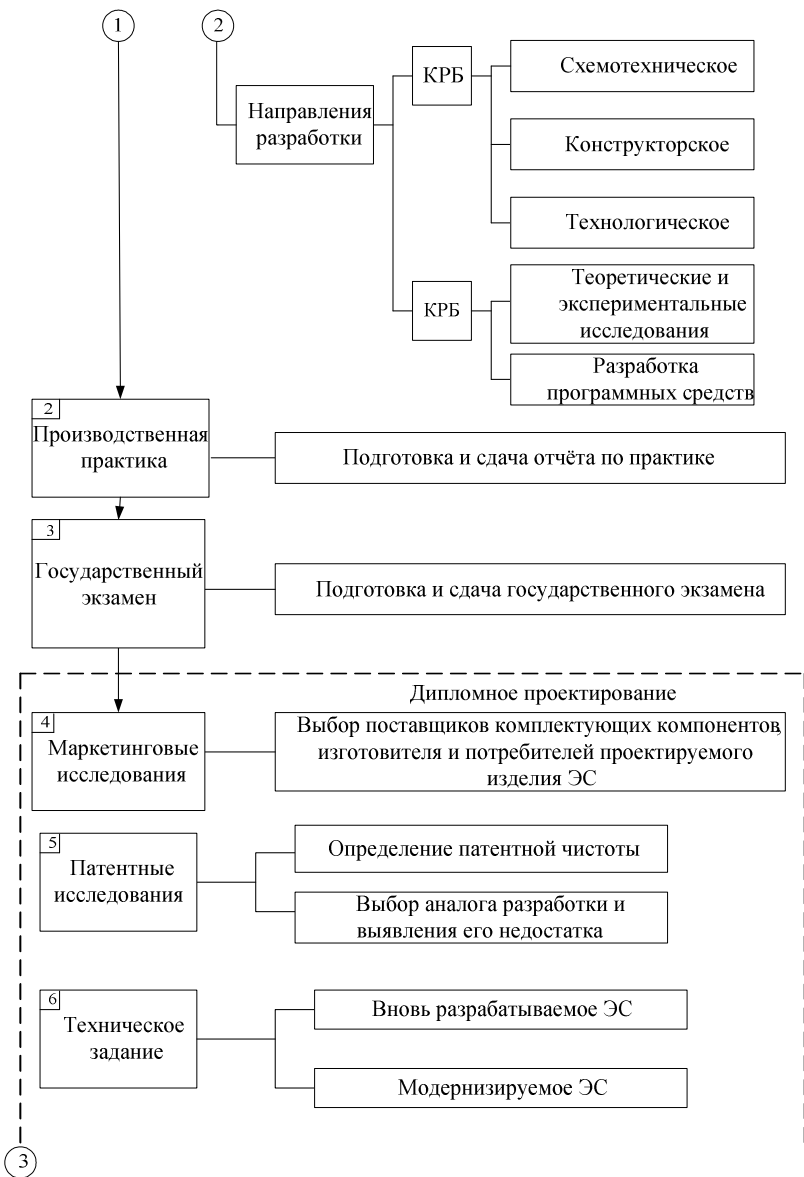 1
2
Направления
разработки
КРБ
Схемотехническое
Конструкторское
Технологическое
КРБ
Теоретические и
экспериментальные
исследования
Разработка
программных средств
2
Производственная
практика
Подготовка и сдача отчёта по практике
3
Государственный
экзамен
Подготовка и сдача государственного экзамена
Дипломное проектирование
4
Маркетинговые
исследования
Выбор поставщиков комплектующих компонентов,
изготовителя и потребителей проектируемого
изделия ЭС
5
Патентные
исследования
Определение патентной чистоты
Выбор аналога разработки и
выявления его недостатка
6
Техническое
задание
Вновь разрабатываемое ЭС
Модернизируемое ЭС
3